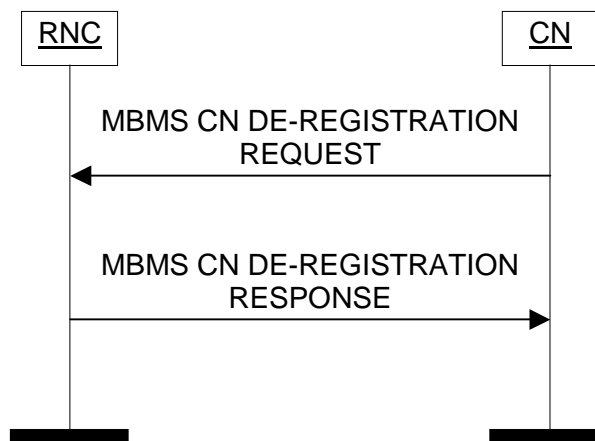 RNC
CN
MBMS CN DE-REGISTRATION
REQUEST
MBMS CN DE-REGISTRATION
RESPONSE